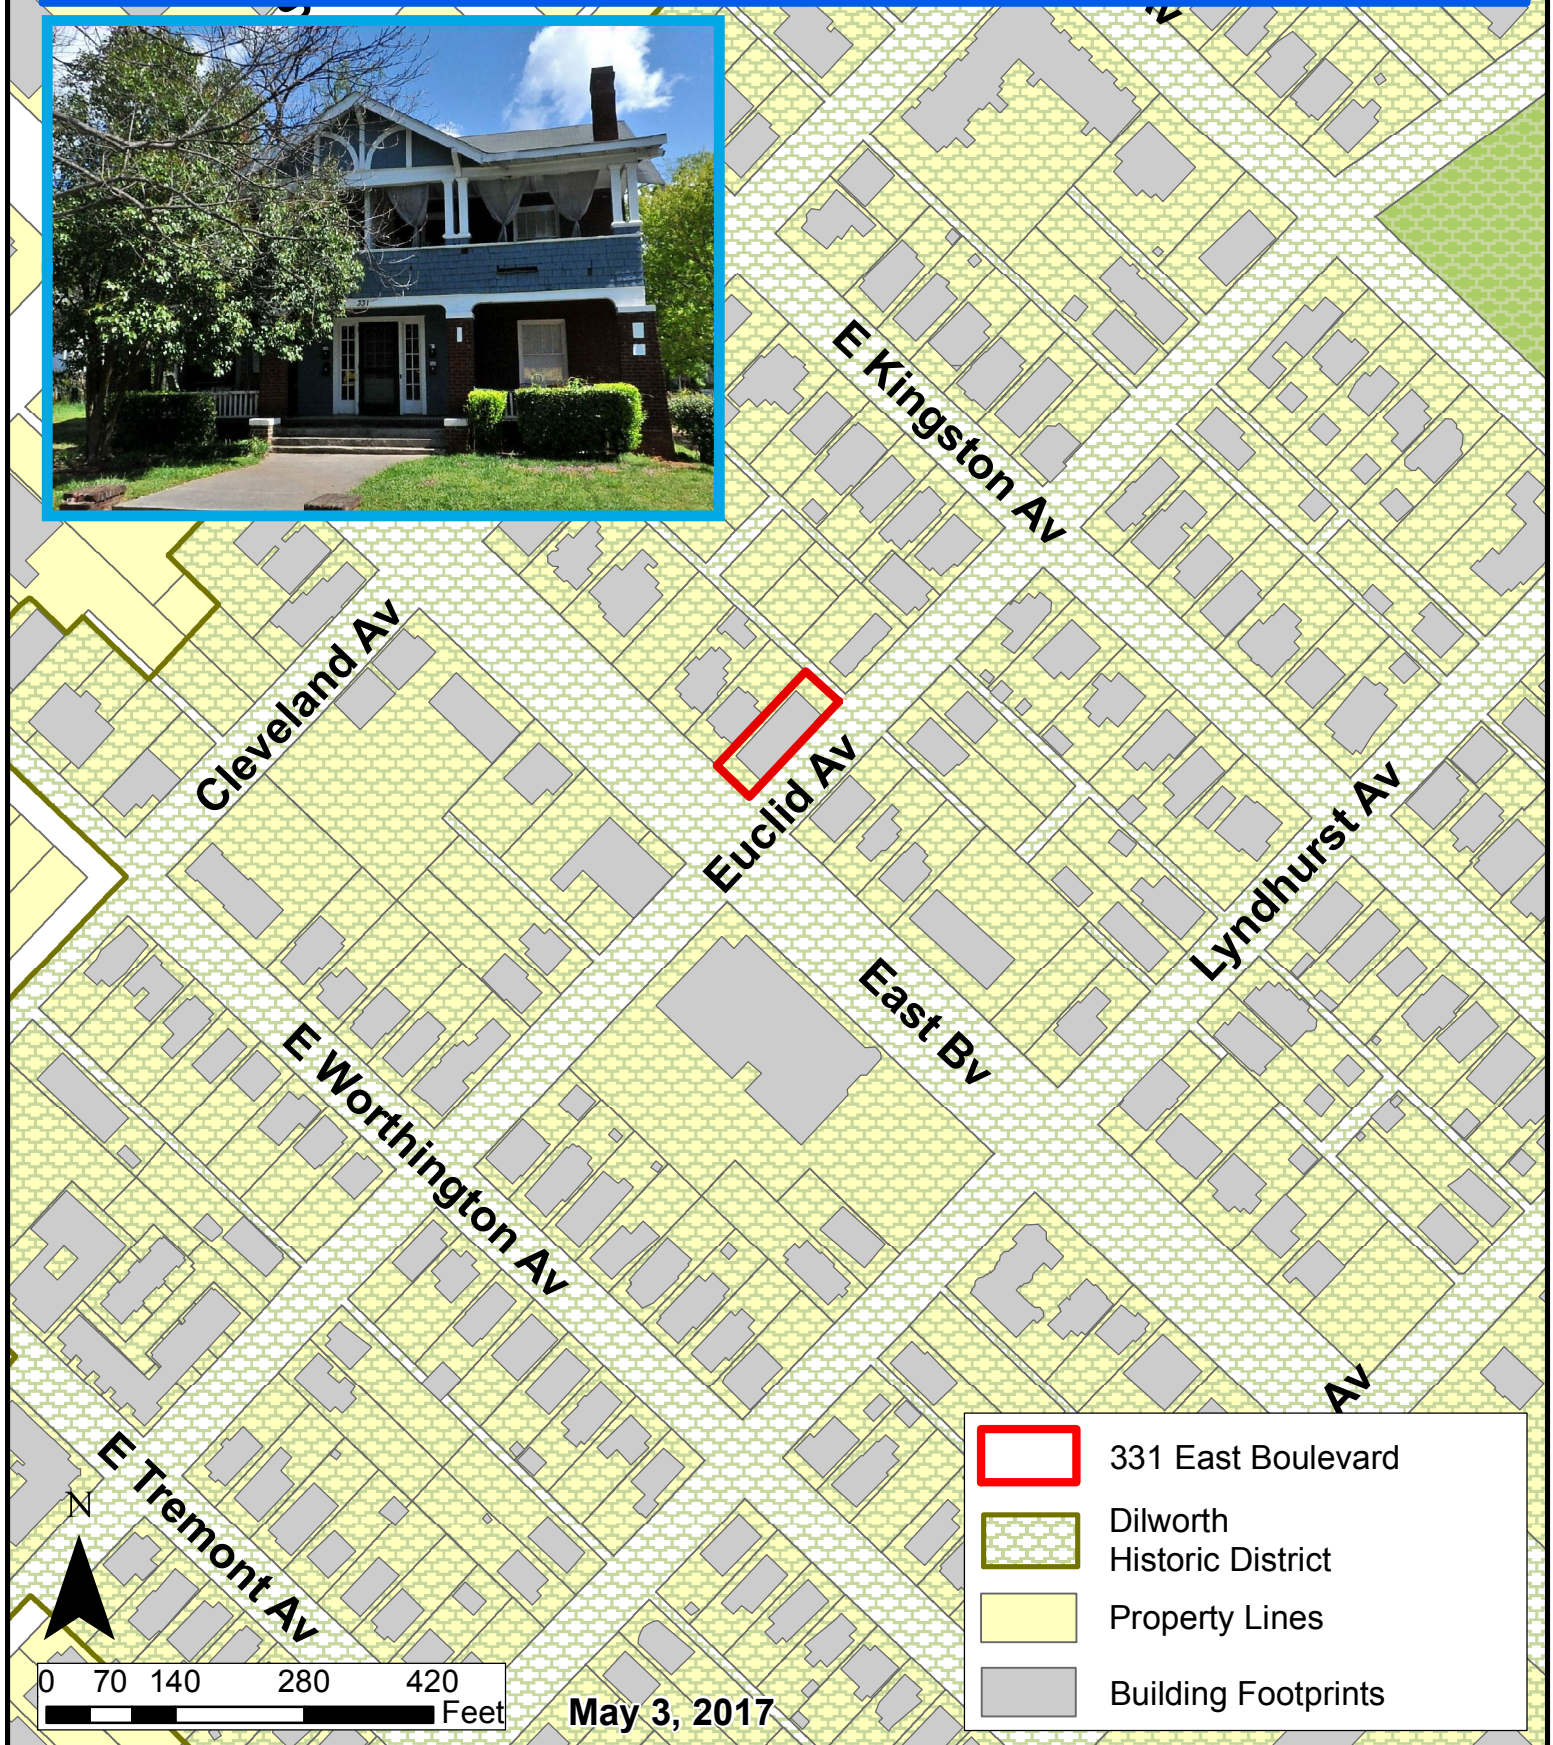 331
E Kingston Av
Cleveland Av
Euclid Av
Lyndhurst Av
East Bv
E Worthington Av
Av
E Tremont Av
N
331 East Boulevard
Dilworth
Historic District
Property Lines
Building Footprints
0 70 140 280 420
Feet
May 3, 2017